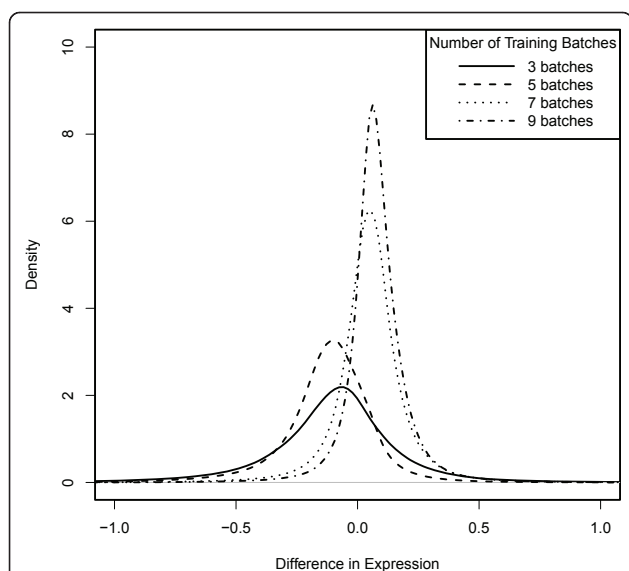 Number of Training Batches
3 batches
5 batches
7 batches
9 batches
10
8
6
4
2
0
Density
−1.0 −0.5 0.0 0.5 1.0
Difference in Expression